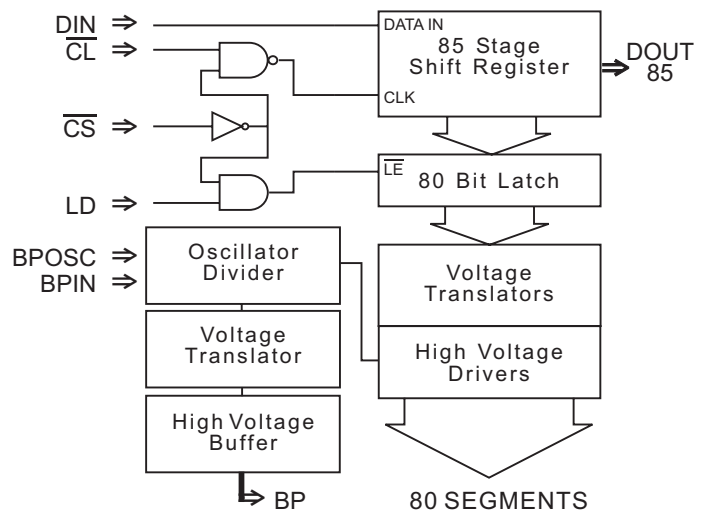 DIN
CL
CS
LD
BPOSC
BPIN
DATA IN
85 Stage
Shift Register
CLK
DOUT
85
LE
80 Bit Latch
Oscillator
Divider
Voltage
Translators
Voltage
Translator
High Voltage
Drivers
High Voltage
Buffer
BP
80 SEGMENTS